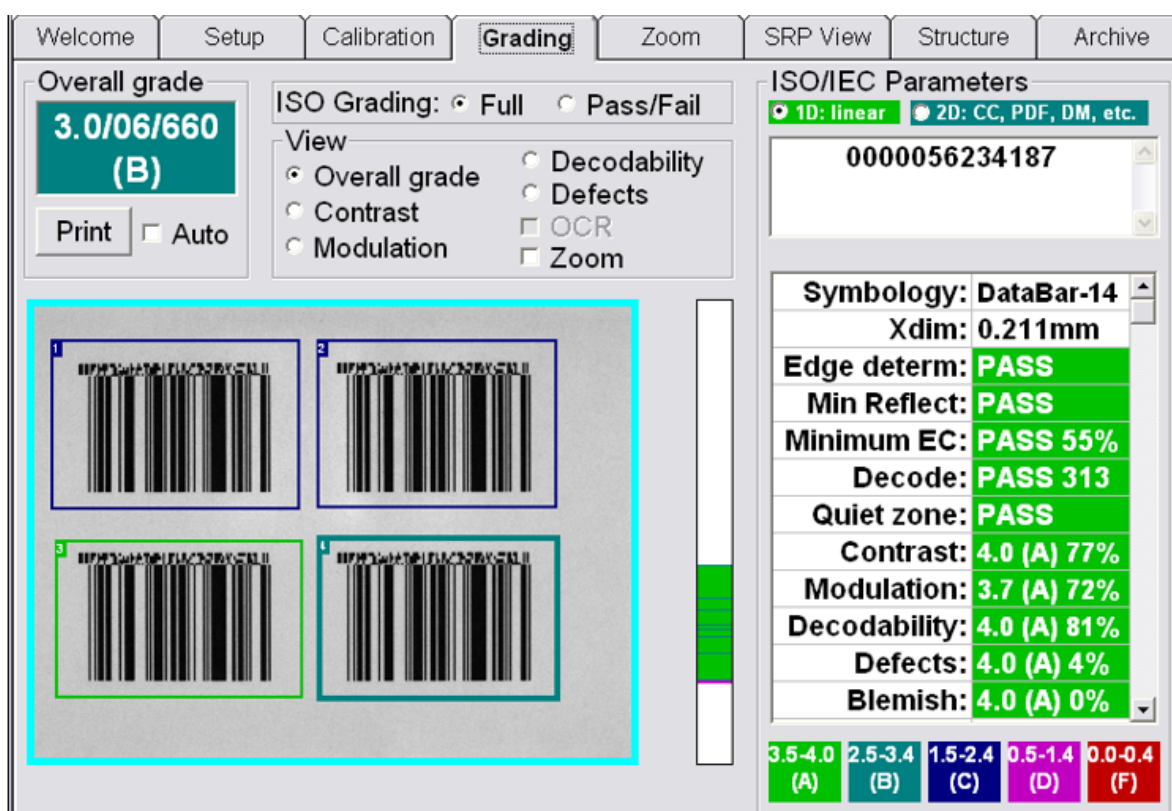 Welcome Setup Calibration Grading Zoom SRP View Structure Archive
Overall grade
3.0/06/660
(B)
Print Auto
ISO Grading: Full Pass/Fail
View
Overall grade
Contrast
Modulation
Decodability
Defects
OCR
Zoom
1
2
3
4
ISO/IEC Parameters
1D: linear 2D: CC, PDF, DM, etc.
0000056234187
Symbology: DataBar-14
Xdim: 0.211mm
Edge determ: PASS
Min Reflect: PASS
Minimum EC: PASS 55%
Decode: PASS 313
Quiet zone: PASS
Contrast: 4.0 (A) 77%
Modulation: 3.7 (A) 72%
Decodability: 4.0 (A) 81%
Defects: 4.0 (A) 4%
Blemish: 4.0 (A) 0%
3.5-4.0 2.5-3.4 1.5-2.4 0.5-1.4 0.0-0.4
(A) (B) (C) (D) (F)